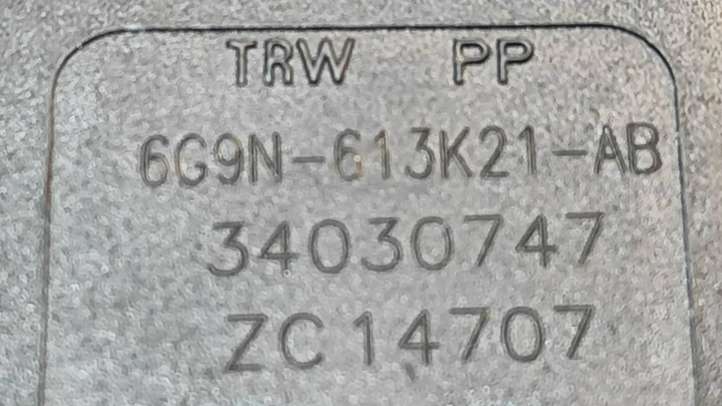 TRW PP
6G9N-613K21-AB
34030747
ZC14707